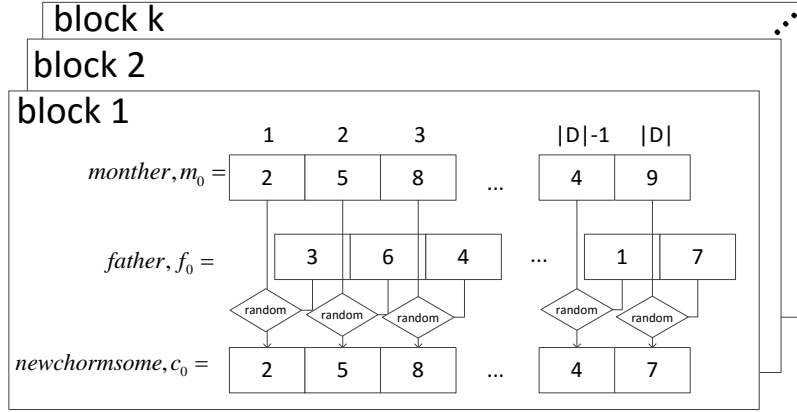 block k
block 2
block 1
1 2 3 |D|-1 |D|
monther, m₀ = 2 5 8 ... 4 9
father, f₀ = 3 6 4 ... 1 7
random random random random random
newchormsome, c₀ = 2 5 8 ... 4 7